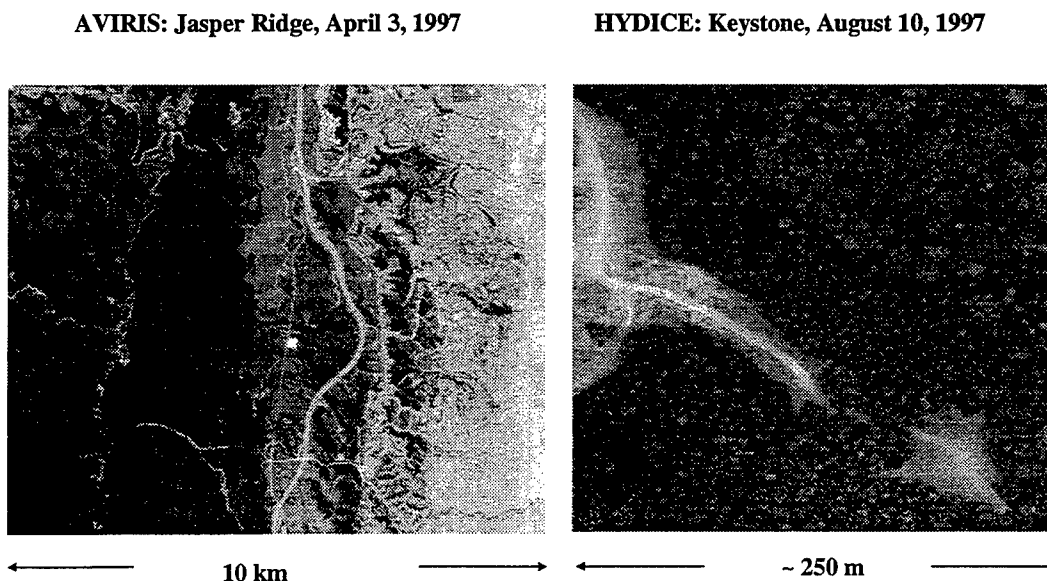 AVIRIS: Jasper Ridge, April 3, 1997
HYDICE: Keystone, August 10, 1997
10 km
~ 250 m